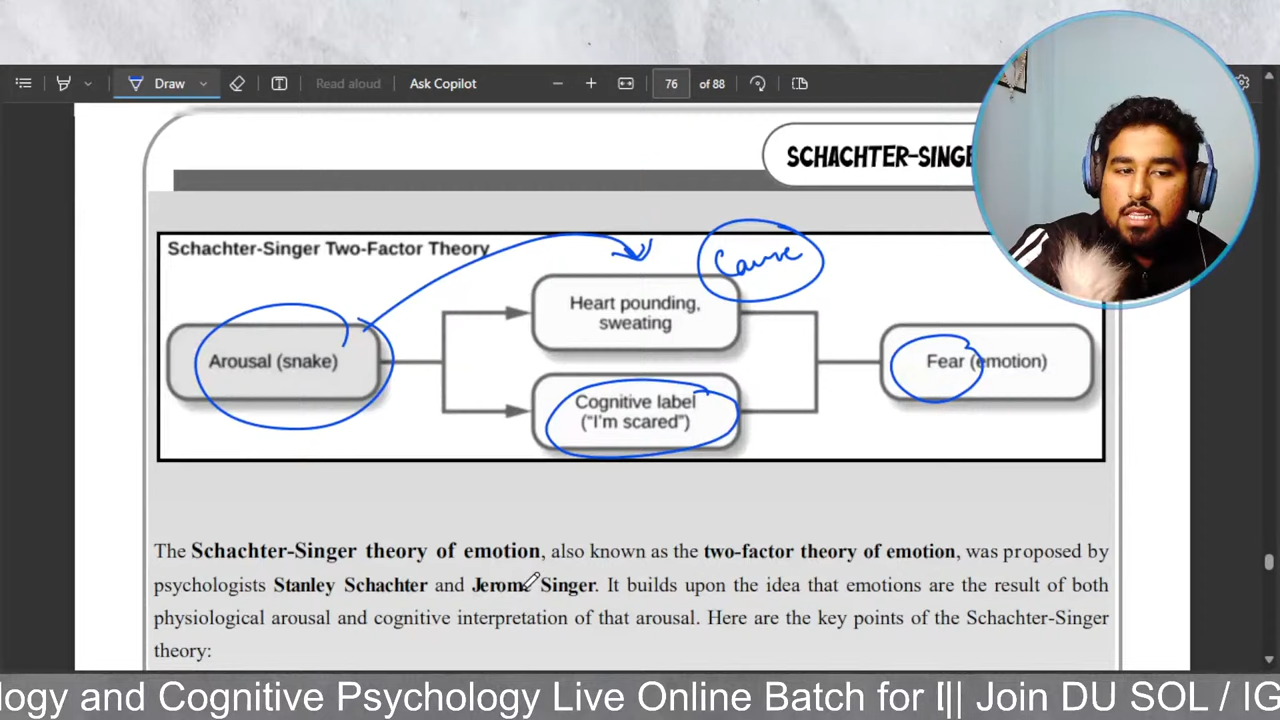 Draw
Read aloud
Ask Copilot
76 of 88
SCHACHTER-SINGE
Schachter-Singer Two-Factor Theory
Cause
Heart pounding,
sweating
Arousal (snake)
Fear (emotion)
Cognitive label
("I'm scared")
The Schachter-Singer theory of emotion, also known as the two-factor theory of emotion, was proposed by
psychologists Stanley Schachter and Jerom Singer. It builds upon the idea that emotions are the result of both
physiological arousal and cognitive interpretation of that arousal. Here are the key points of the Schachter-Singer
theory:
logy and Cognitive Psychology Live Online Batch for || Join DU SOL / IG